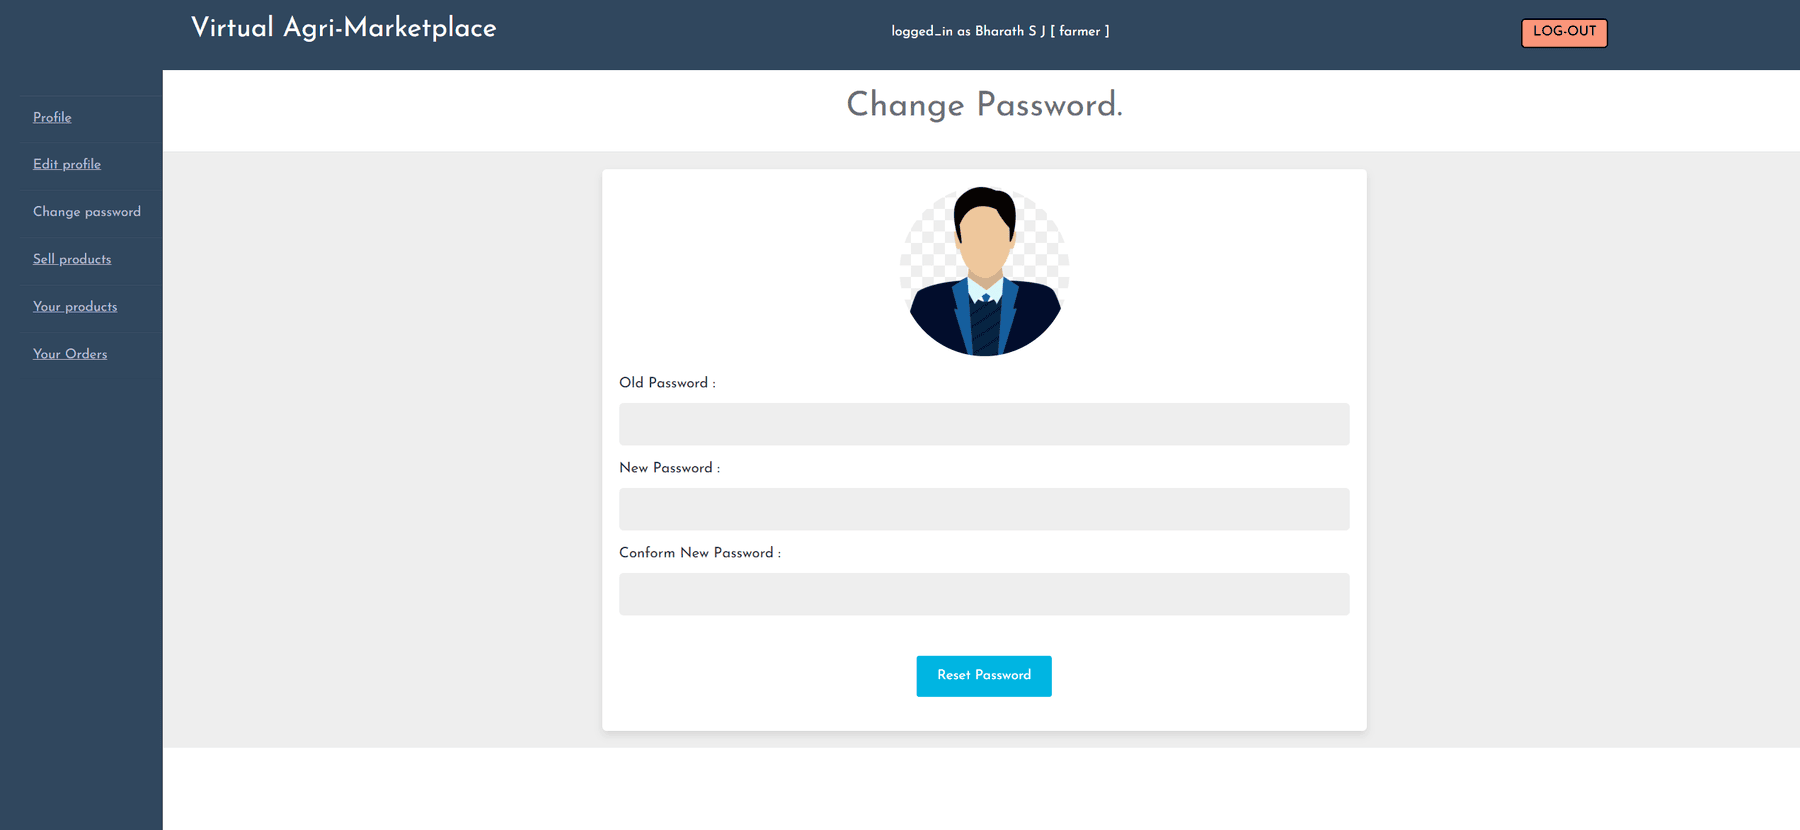 Virtual Agri-Marketplace
logged_in as Bharath S J [ farmer ]
LOG-OUT
Profile
Edit profile
Change password
Sell products
Your products
Your Orders
Change Password.
Old Password :
New Password :
Conform New Password :
Reset Password